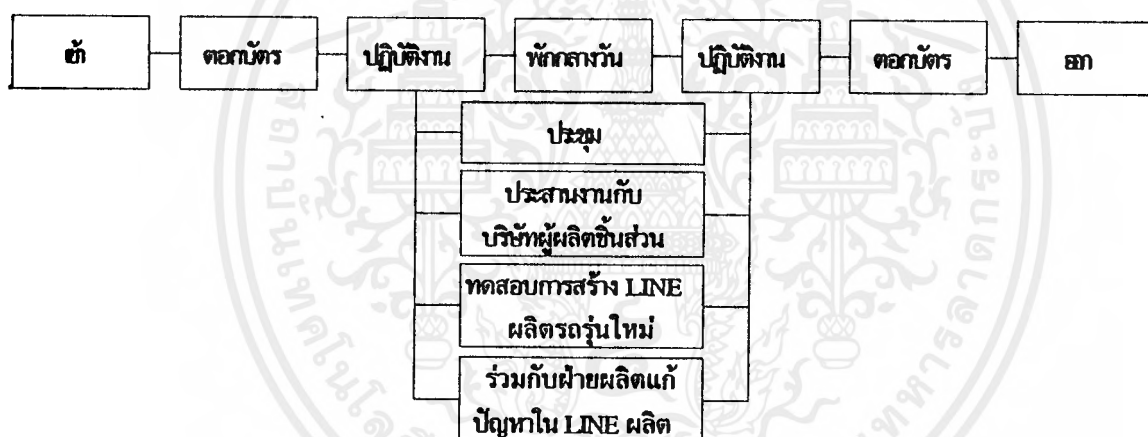 เข้า
ตอกบัตร
ปฏิบัติงาน
พักกลางวัน
ปฏิบัติงาน
ตอกบัตร
ออก
ประชุม
ประสานงานกับ
บริษัทผู้ผลิตชิ้นส่วน
ทดสอบการสร้าง LINE
ผลิตรถรุ่นใหม่
ร่วมกับฝ่ายผลิตแก้
ปัญหาใน LINE ผลิต